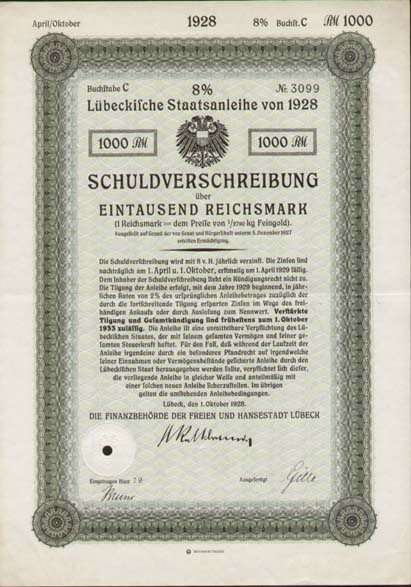 April/Oktober 1928 8% Buchst. C RM 1000
Buchstabe C 8% Nr. 3099
Lübeckische Staatsanleihe von 1928
1000 RM 1000 RM
SCHULDVERSCHREIBUNG
über
EINTAUSEND REICHSMARK
(1 Reichsmark = dem Preise von 1/2790 kg Feingold).
Ausgestellt auf Grund der von Senat und Bürgerschaft unterm 5. Dezember 1927
erteilten Ermächtigung.
Die Schuldverschreibung wird mit 8 v. H. jährlich verzinst. Die Zinsen sind
nachträglich am 1. April u. 1. Oktober, erstmalig am 1. April 1929 fällig.
Dem Inhaber der Schuldverschreibung steht ein Kündigungsrecht nicht zu.
Die Tilgung der Anleihe erfolgt, mit dem Jahre 1929 beginnend, in jähr-
lichen Raten von 2% des ursprünglichen Anleihebetrages zuzüglich der
durch die fortschreitende Tilgung ersparten Zinsen im Wege des frei-
händigen Ankaufs oder durch Auslosung zum Nennwert. Verstärkte
Tilgung und Gesamtkündigung sind frühestens zum 1. Oktober
1933 zulässig. Die Anleihe ist eine unmittelbare Verpflichtung des Lü-
beckischen Staates, der mit seinem gesamten Vermögen und seiner ge-
samten Steuerkraft haftet. Für den Fall, daß während der Laufzeit der
Anleihe irgendeine durch ein besonderes Pfandrecht auf irgendwelche
seiner Einnahmen oder Vermögensbestände gesicherte Anleihe durch den
Lübeckischen Staat herausgegeben werden sollte, verpflichtet sich dieser,
die vorliegende Anleihe in gleicher Weise und anteilmäßig mit
einer solchen neuen Anleihe sicherzustellen. Im übrigen
gelten die umstehenden Anleihebedingungen.
Lübeck, den 1. Oktober 1928.
DIE FINANZBEHÖRDE DER FREIEN UND HANSESTADT LÜBECK
Eingetragen Blatt 79 Ausgefertigt